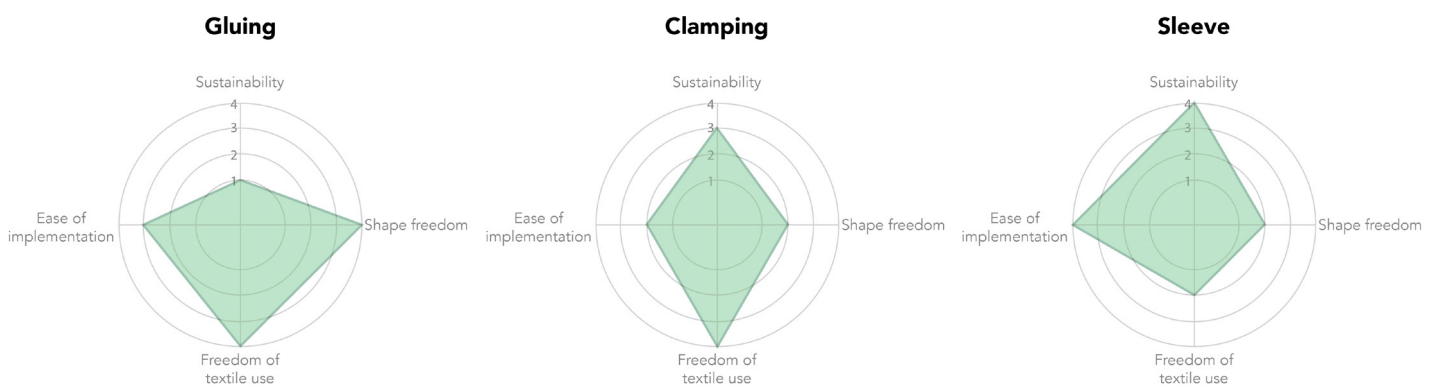 Gluing
Sustainability
4
3
2
1
Ease of
implementation
Shape freedom
Freedom of
textile use
Clamping
Sustainability
4
3
2
1
Ease of
implementation
Shape freedom
Freedom of
textile use
Sleeve
Sustainability
4
3
2
1
Ease of
implementation
Shape freedom
Freedom of
textile use